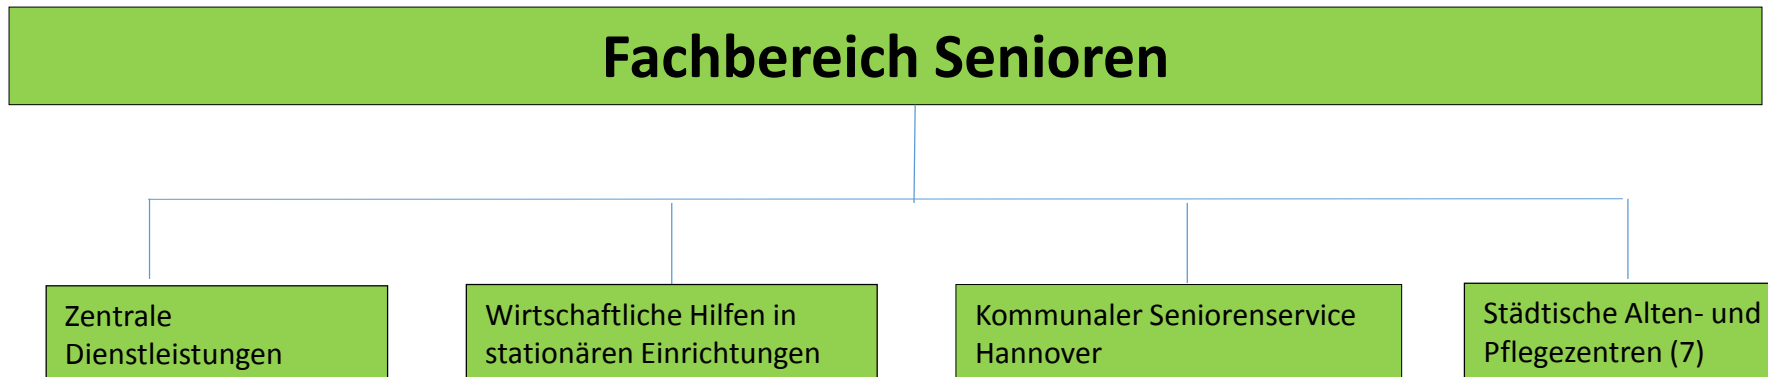 Fachbereich Senioren
Zentrale
Dienstleistungen
Wirtschaftliche Hilfen in
stationären Einrichtungen
Kommunaler Seniorenservice
Hannover
Städtische Alten- und
Pflegezentren (7)